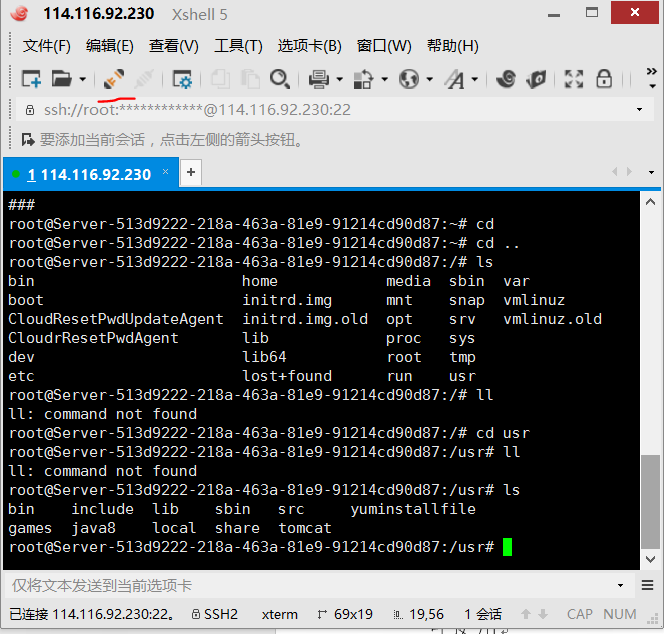 114.116.92.230 Xshell 5
文件(F) 编辑(E) 查看(V) 工具(T) 选项卡(B) 窗口(W) 帮助(H)
ssh://root:************@114.116.92.230:22
要添加当前会话，点击左侧的箭头按钮。
1 114.116.92.230 × +
###
root@Server-513d9222-218a-463a-81e9-91214cd90d87:~# cd
root@Server-513d9222-218a-463a-81e9-91214cd90d87:~# cd ..
root@Server-513d9222-218a-463a-81e9-91214cd90d87:/# ls
bin home media sbin var
boot initrd.img mnt snap vmlinuz
CloudResetPwdUpdateAgent initrd.img.old opt srv vmlinuz.old
CloudrResetPwdAgent lib proc sys
dev lib64 root tmp
etc lost+found run usr
root@Server-513d9222-218a-463a-81e9-91214cd90d87:/# ll
ll: command not found
root@Server-513d9222-218a-463a-81e9-91214cd90d87:/# cd usr
root@Server-513d9222-218a-463a-81e9-91214cd90d87:/usr# ll
ll: command not found
root@Server-513d9222-218a-463a-81e9-91214cd90d87:/usr# ls
bin include lib sbin src yuminstallfile
games java8 local share tomcat
root@Server-513d9222-218a-463a-81e9-91214cd90d87:/usr#
仅将文本发送到当前选项卡
已连接 114.116.92.230:22。 SSH2 xterm 69x19 19,56 1 会话 CAP NUM